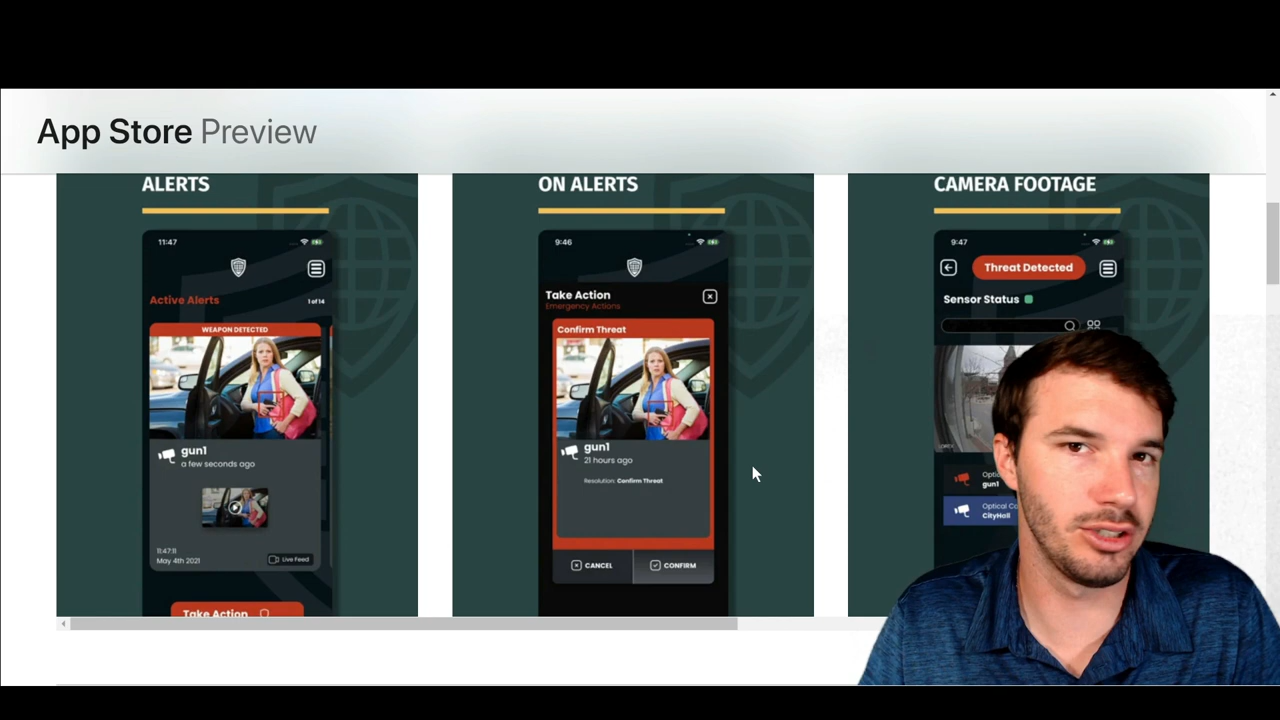 App Store Preview
ALERTS
11:47
Active Alerts
1 of 14
WEAPON DETECTED
gun1
a few seconds ago
11:47:11
May 4th 2021
Live Feed
Take Action
ON ALERTS
9:46
Take Action
Emergency Actions
Confirm Threat
gun1
21 hours ago
Resolution: Confirm Threat
CANCEL
CONFIRM
CAMERA FOOTAGE
9:47
Threat Detected
Sensor Status
gun1
CityHall